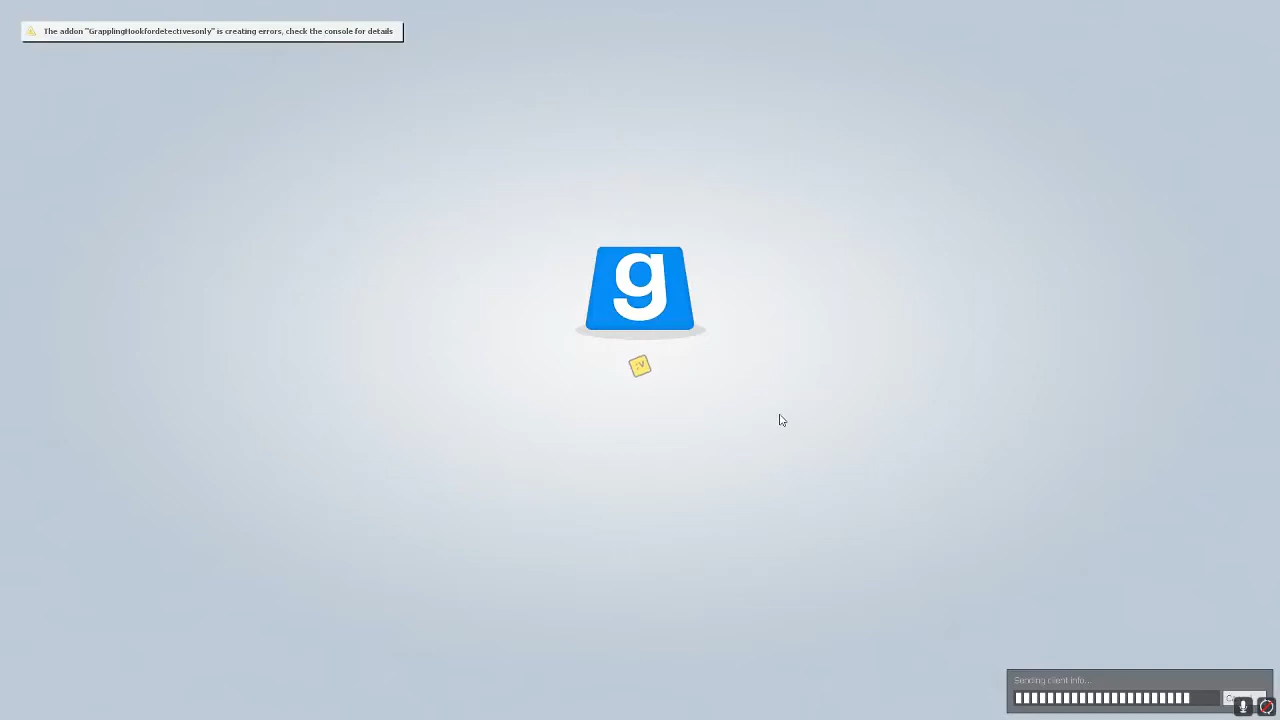 The addon "GrapplingHookfordetectivesonly" is creating errors, check the console for details
g
:V
Sending client info...